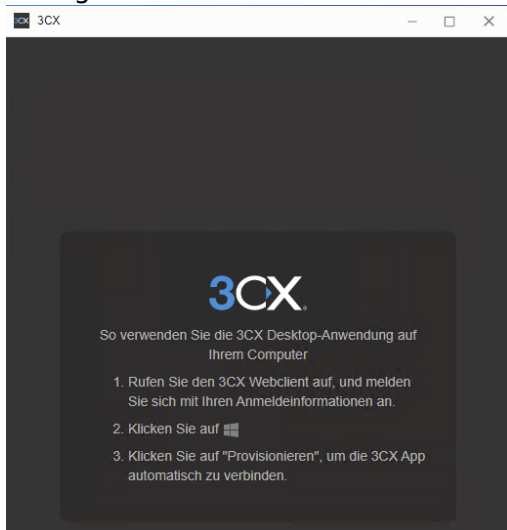 3CX
3CX
So verwenden Sie die 3CX Desktop-Anwendung auf
Ihrem Computer
1. Rufen Sie den 3CX Webclient auf, und melden
Sie sich mit Ihren Anmeldeinformationen an.
2. Klicken Sie auf
3. Klicken Sie auf "Provisionieren", um die 3CX App
automatisch zu verbinden.